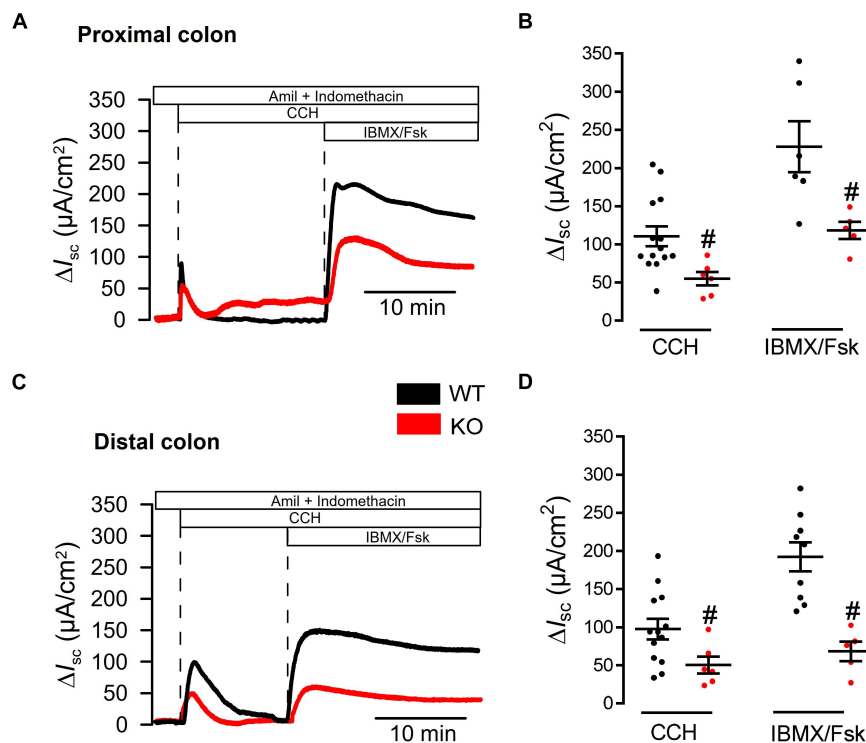 A
Proximal colon
ΔIsc (µA/cm²)
350
300
250
200
150
100
50
0
Amil + Indomethacin
CCH
IBMX/Fsk
10 min
B
ΔIsc (µA/cm²)
350
300
250
200
150
100
50
0
#
#
CCH
IBMX/Fsk
C
WT
KO
Distal colon
ΔIsc (µA/cm²)
350
300
250
200
150
100
50
0
Amil + Indomethacin
CCH
IBMX/Fsk
10 min
D
ΔIsc (µA/cm²)
350
300
250
200
150
100
50
0
#
#
CCH
IBMX/Fsk